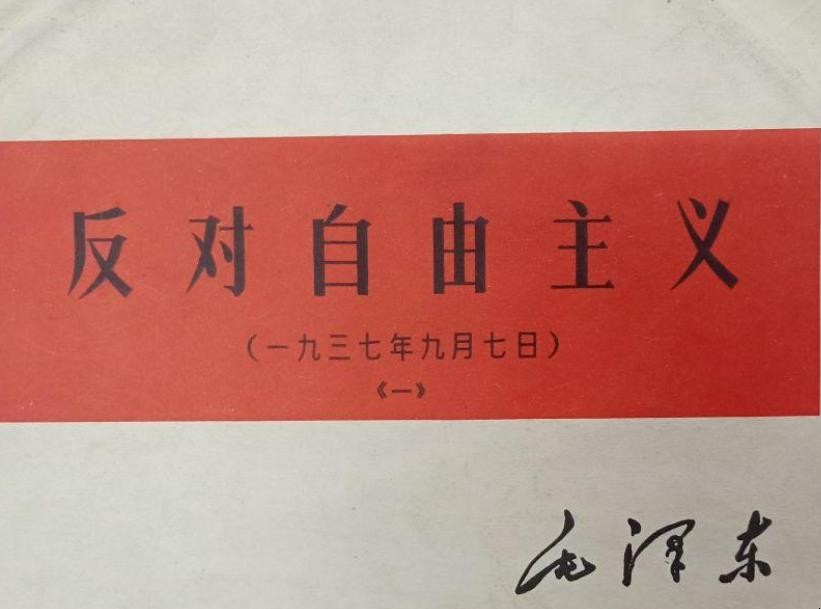 反对自由主义
（一九三七年九月七日）
《一》
毛泽东